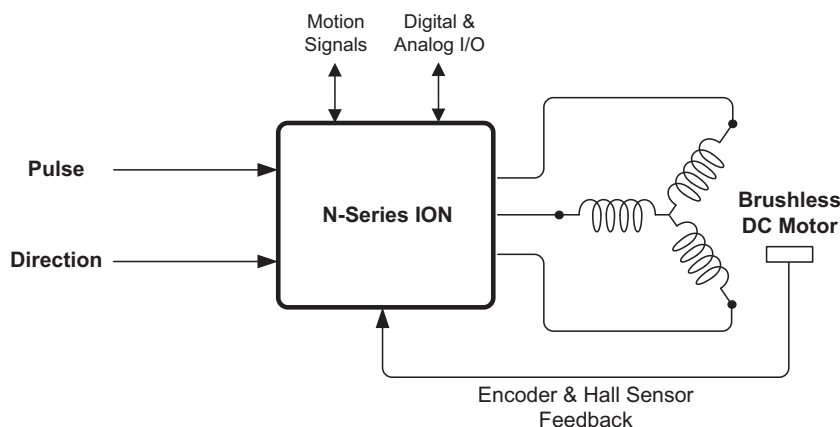 Motion
Signals
Digital &
Analog I/O
Pulse
N-Series ION
Direction
Brushless
DC Motor
Encoder & Hall Sensor
Feedback